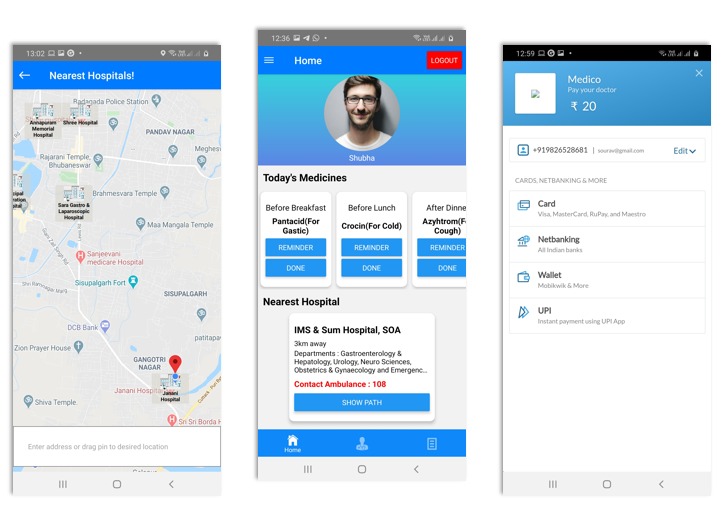 13:02
Nearest Hospitals!
Badagada Police Station
Annapurna
Memorial
Hospital
Shree Hospital
PANDAV NAGAR
Meghesv
Rajarani Temple,
Bhubaneswar
Brahmesvara Temple
Sara Gastro &
Laparoscopic
Hospital
Maa Mangala Temple
Sanjeevani
medicare Hospital
Sisupalgarh Fort
SISUPALGARH
DCB Bank
patitapa
Zion Prayer House
GANGOTRI
NAGAR
Janani Hospital
Janani
Hospital
Shiva Temple
Sri Sri Borda H
Enter address or drag pin to desired location
12:36
Home
LOGOUT
Shubha
Today's Medicines
Before Breakfast
Pantacid(For
Gastic)
REMINDER
DONE
Before Lunch
Crocin(For Cold)
REMINDER
DONE
After Dinne
Azyhtrom(F
Cough)
REMINDER
DONE
Nearest Hospital
IMS & Sum Hospital, SOA
3km away
Departments : Gastroenterology &
Hepatology, Urology, Neuro Sciences,
Obstetrics & Gynaecology and Emergenc...
Contact Ambulance : 108
SHOW PATH
Home
12:59
Medico
Pay your doctor
₹ 20
+919826528681 | sourav@gmail.com
Edit
CARDS, NETBANKING & MORE
Card
Visa, MasterCard, RuPay, and Maestro
Netbanking
All Indian banks
Wallet
Mobikwik & More
UPI
Instant payment using UPI App